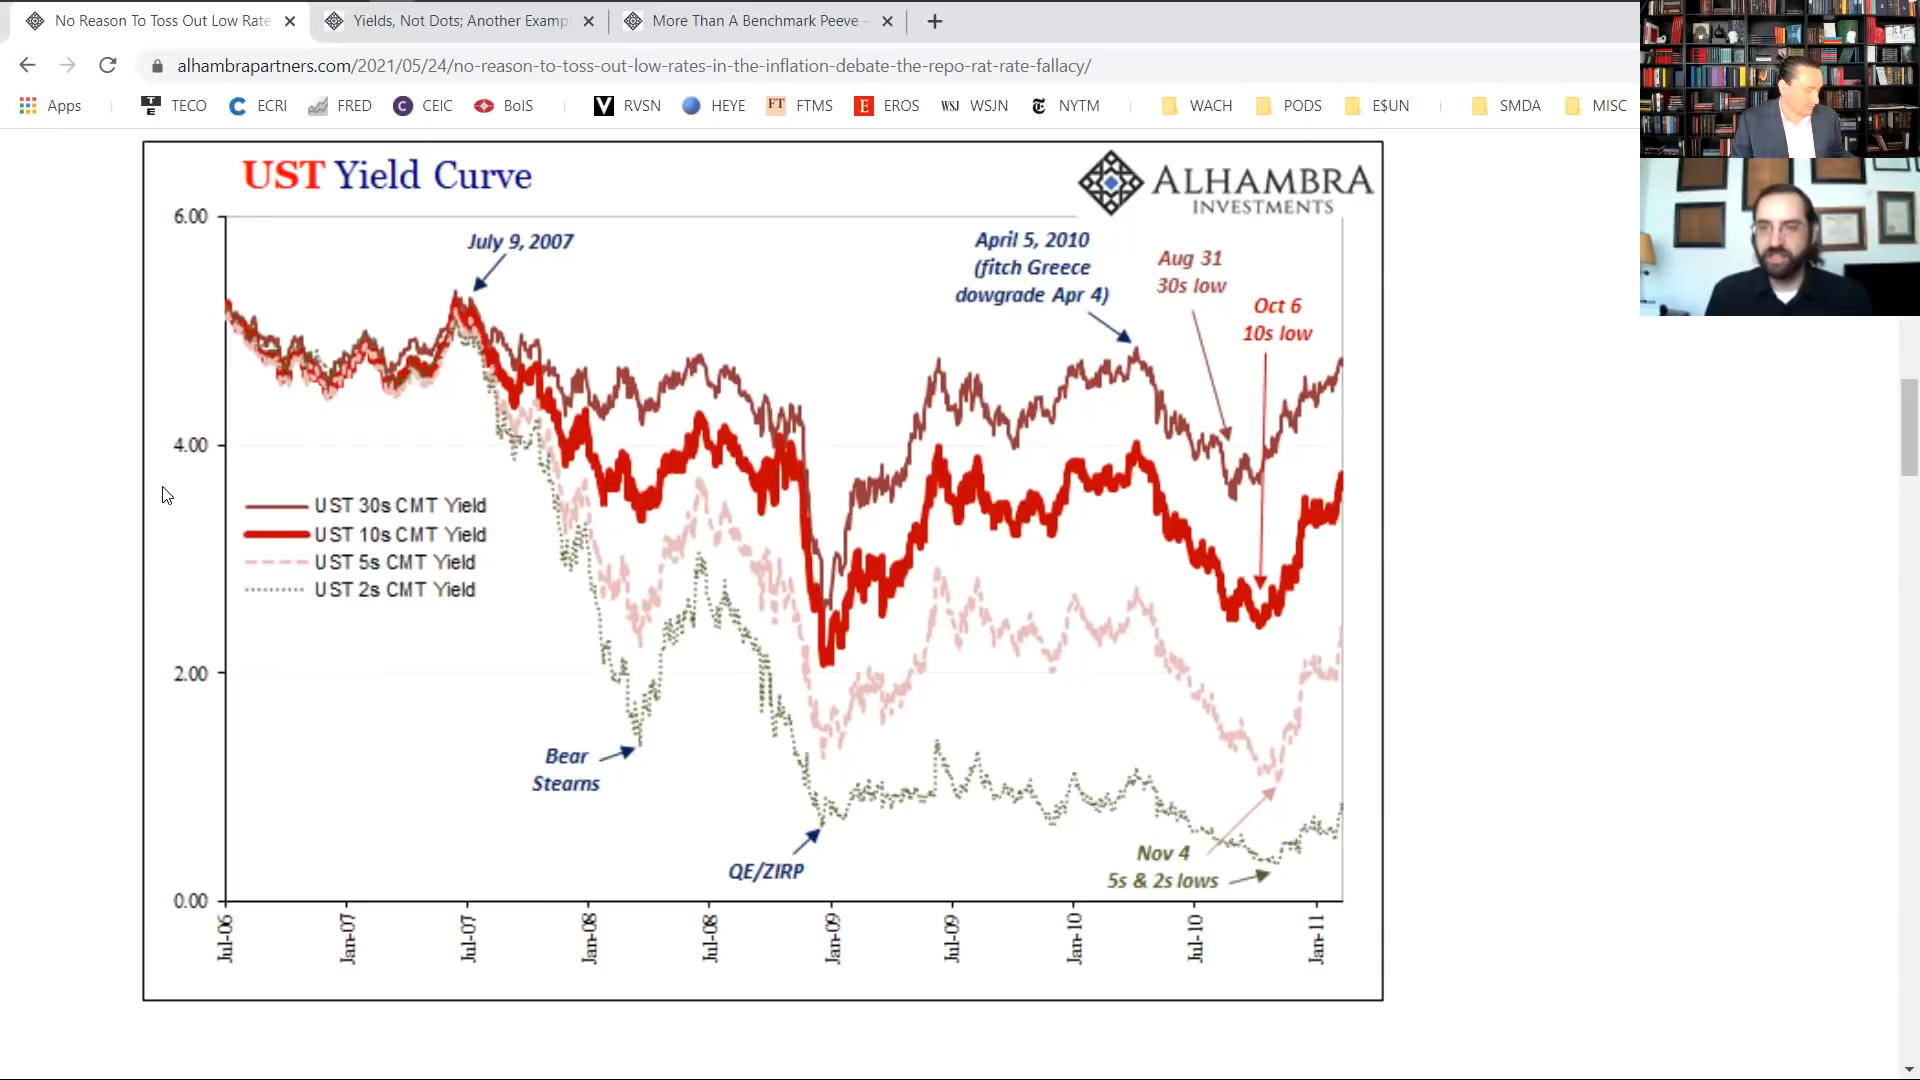 No Reason To Toss Out Low Rate
Yields, Not Dots; Another Examp
More Than A Benchmark Peeve –
alhambrapartners.com/2021/05/24/no-reason-to-toss-out-low-rates-in-the-inflation-debate-the-repo-rat-rate-fallacy/
Apps TECO ECRI FRED CEIC BoIS RVSN HEYE FT FTMS EROS WSJ WSJN NYTM WACH PODS E$UN SMDA MISC
UST Yield Curve
ALHAMBRA
INVESTMENTS
6.00
4.00
2.00
0.00
July 9, 2007
April 5, 2010
(fitch Greece
dowgrade Apr 4)
Aug 31
30s low
Oct 6
10s low
UST 30s CMT Yield
UST 10s CMT Yield
UST 5s CMT Yield
UST 2s CMT Yield
Bear
Stearns
QE/ZIRP
Nov 4
5s & 2s lows
Jul-06
Jan-07
Jul-07
Jan-08
Jul-08
Jan-09
Jul-09
Jan-10
Jul-10
Jan-11